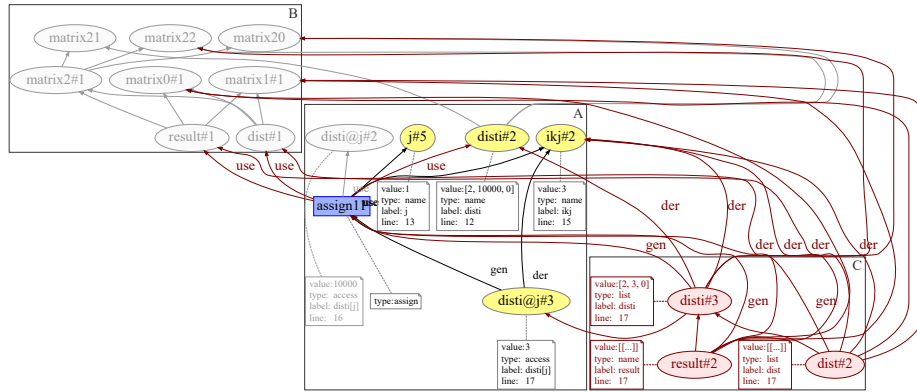 B
matrix21
matrix22
matrix20
matrix2#1
matrix0#1
matrix1#1
result#1
dist#1
A
disti@j#2
j#5
disti#2
ikj#2
use
use
use
use
use
use
assign11
value:1
type: name
label: j
line: 13
value:[2, 10000, 0]
type: name
label: disti
line: 12
value:3
type: name
label: ikj
line: 15
der
der
der
der
der
gen
gen
gen
gen
der
C
value:10000
type: access
label: disti[j]
line: 16
type:assign
disti@j#3
value:3
type: access
label: disti[j]
line: 17
value:[2, 3, 0]
type: list
label: disti
line: 17
disti#3
value:[[...]]
type: name
label: result
line: 17
result#2
value:[[...]]
type: list
label: dist
line: 17
dist#2